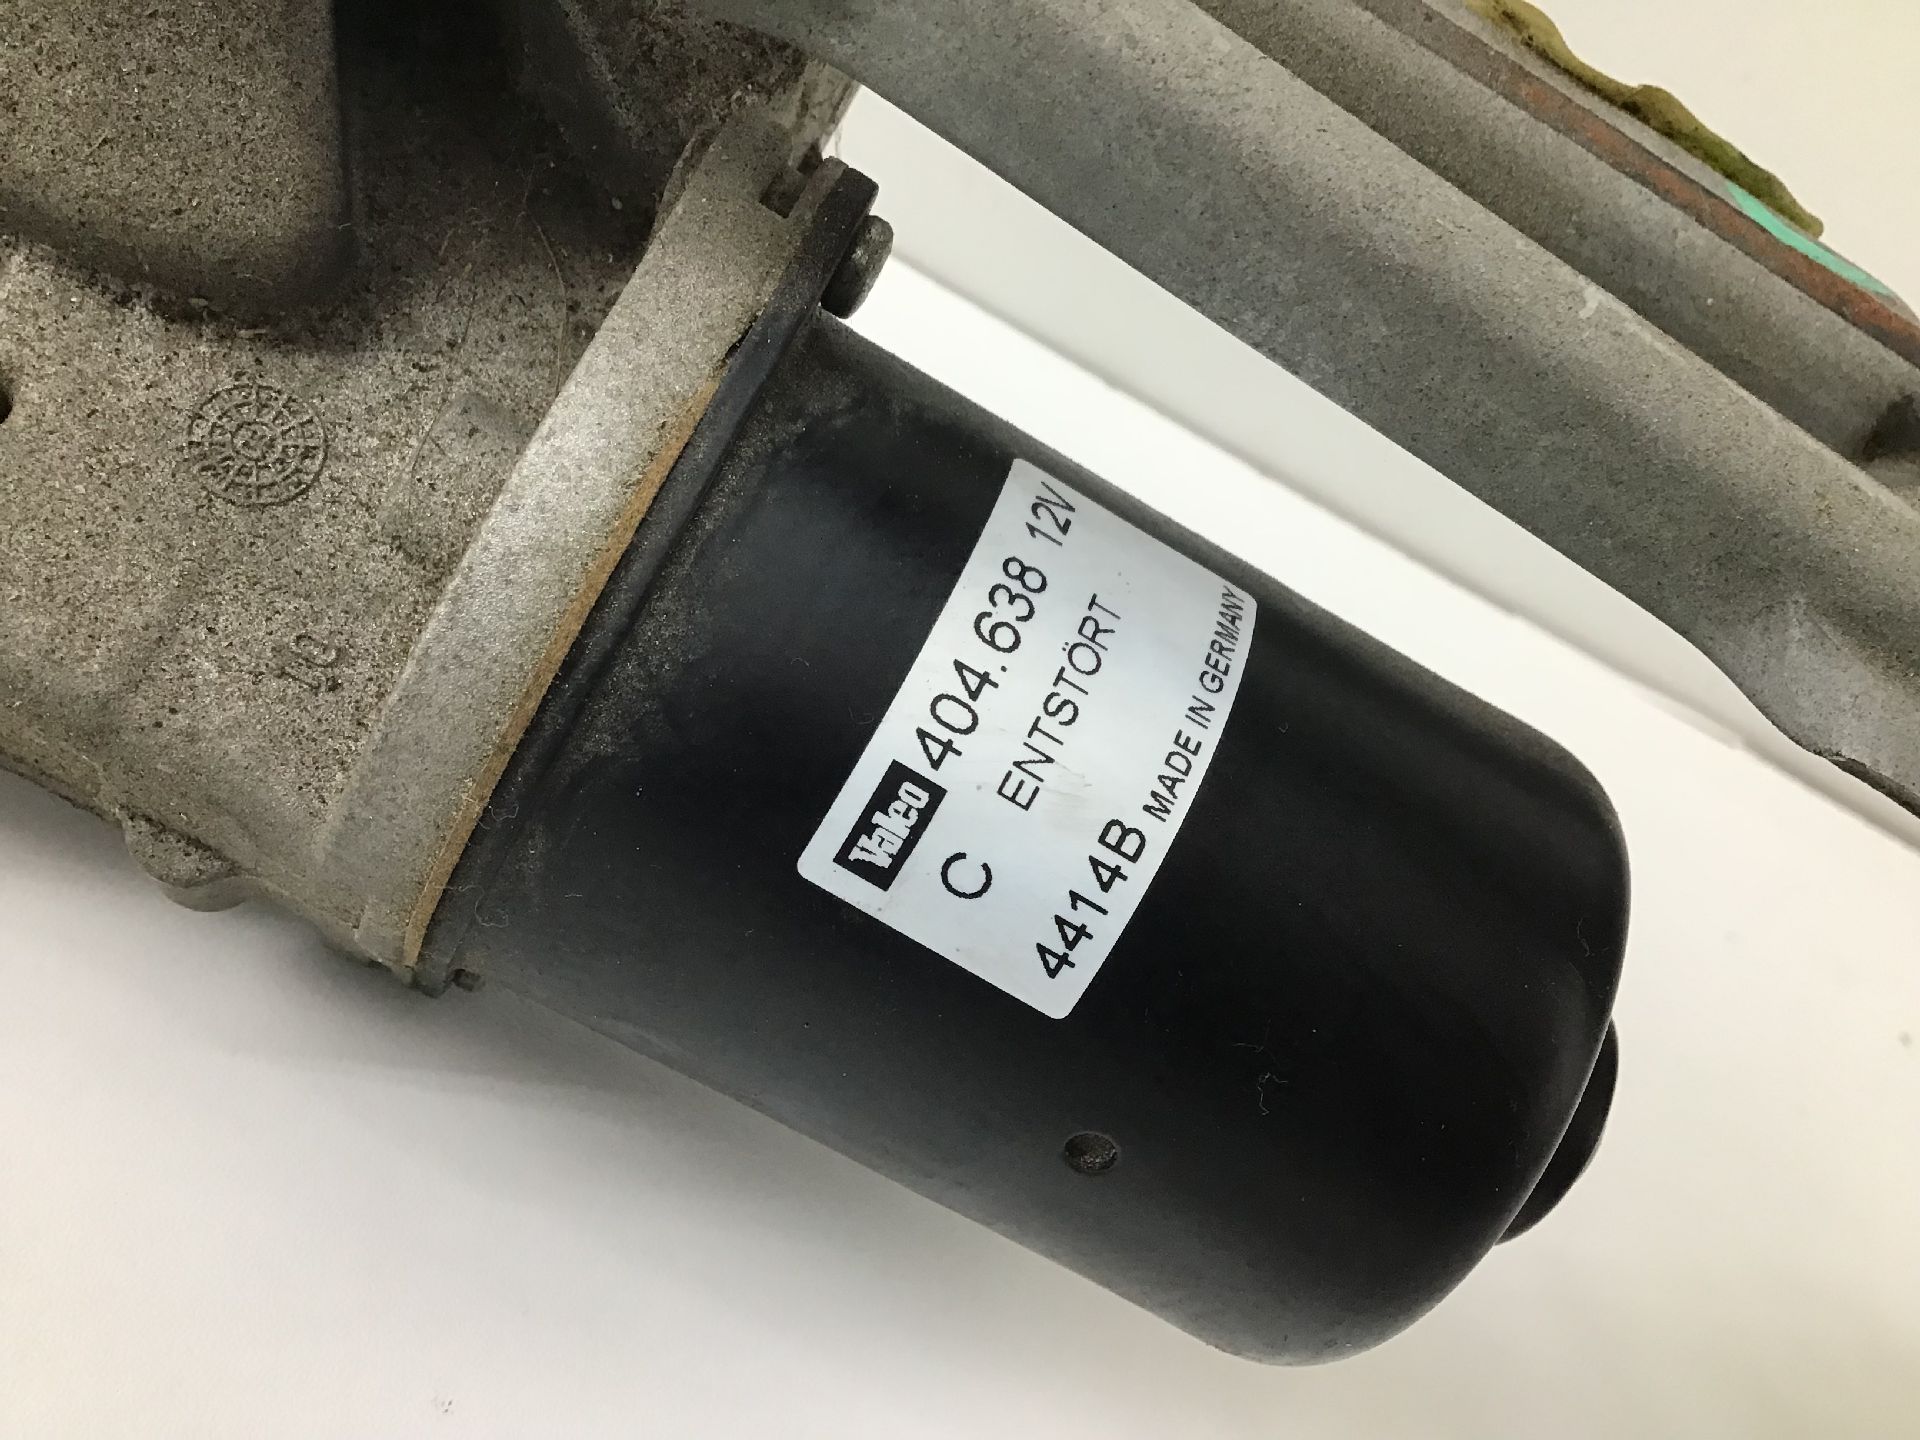 Valeo 404.638 12V
C ENTSTÖRT
4414B MADE IN GERMANY